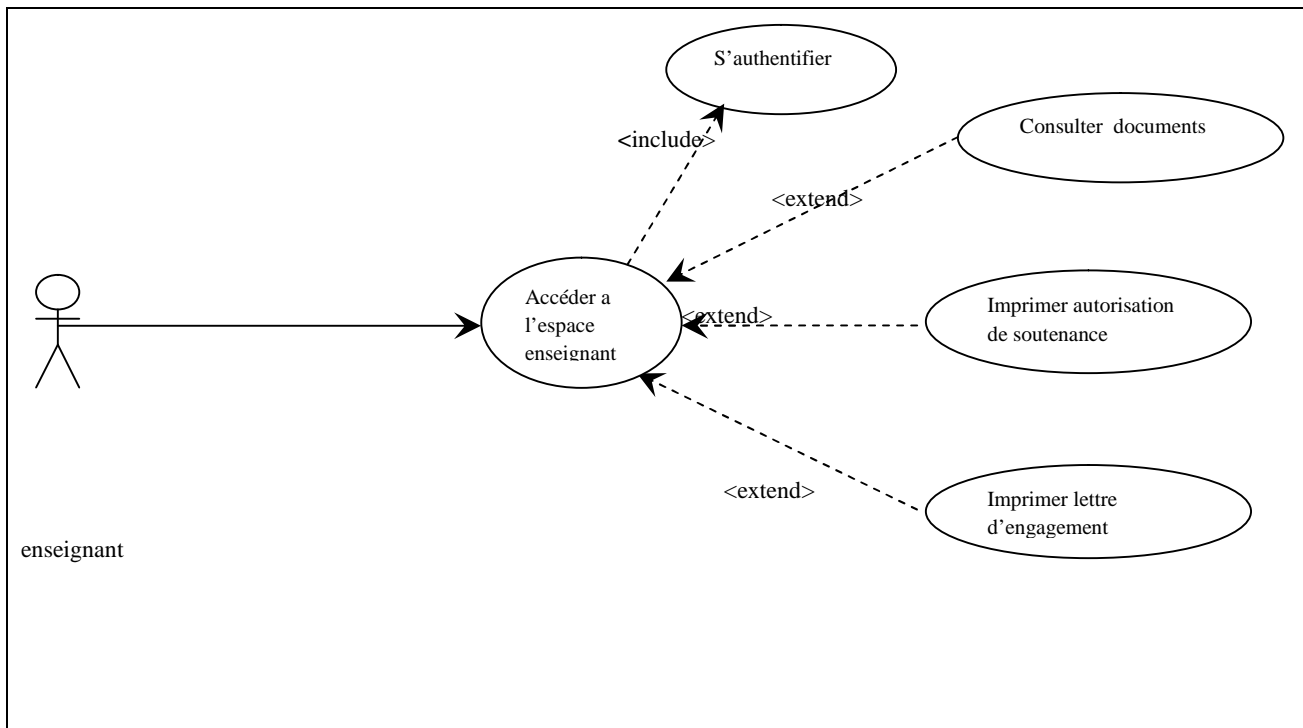 S’authentifier
<include>
Consulter documents
<extend>
Accéder a
l’espace
enseignant
<extend>
Imprimer autorisation
de soutenance
<extend>
Imprimer lettre
d’engagement
enseignant